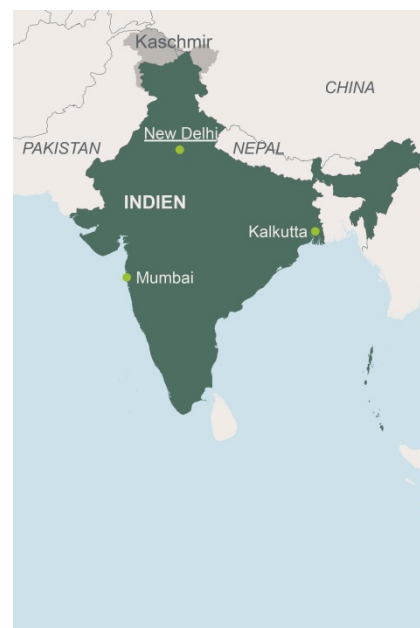 Kaschmir
CHINA
New Delhi
PAKISTAN
NEPAL
INDIEN
Kalkutta
Mumbai